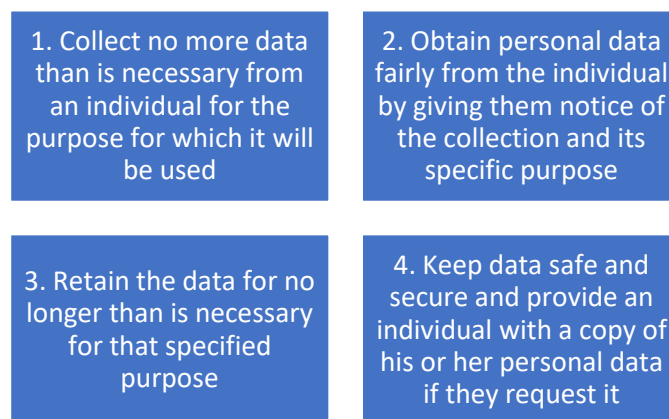 1. Collect no more data
than is necessary from
an individual for the
purpose for which it will
be used
2. Obtain personal data
fairly from the individual
by giving them notice of
the collection and its
specific purpose
3. Retain the data for no
longer than is necessary
for that specified
purpose
4. Keep data safe and
secure and provide an
individual with a copy of
his or her personal data
if they request it